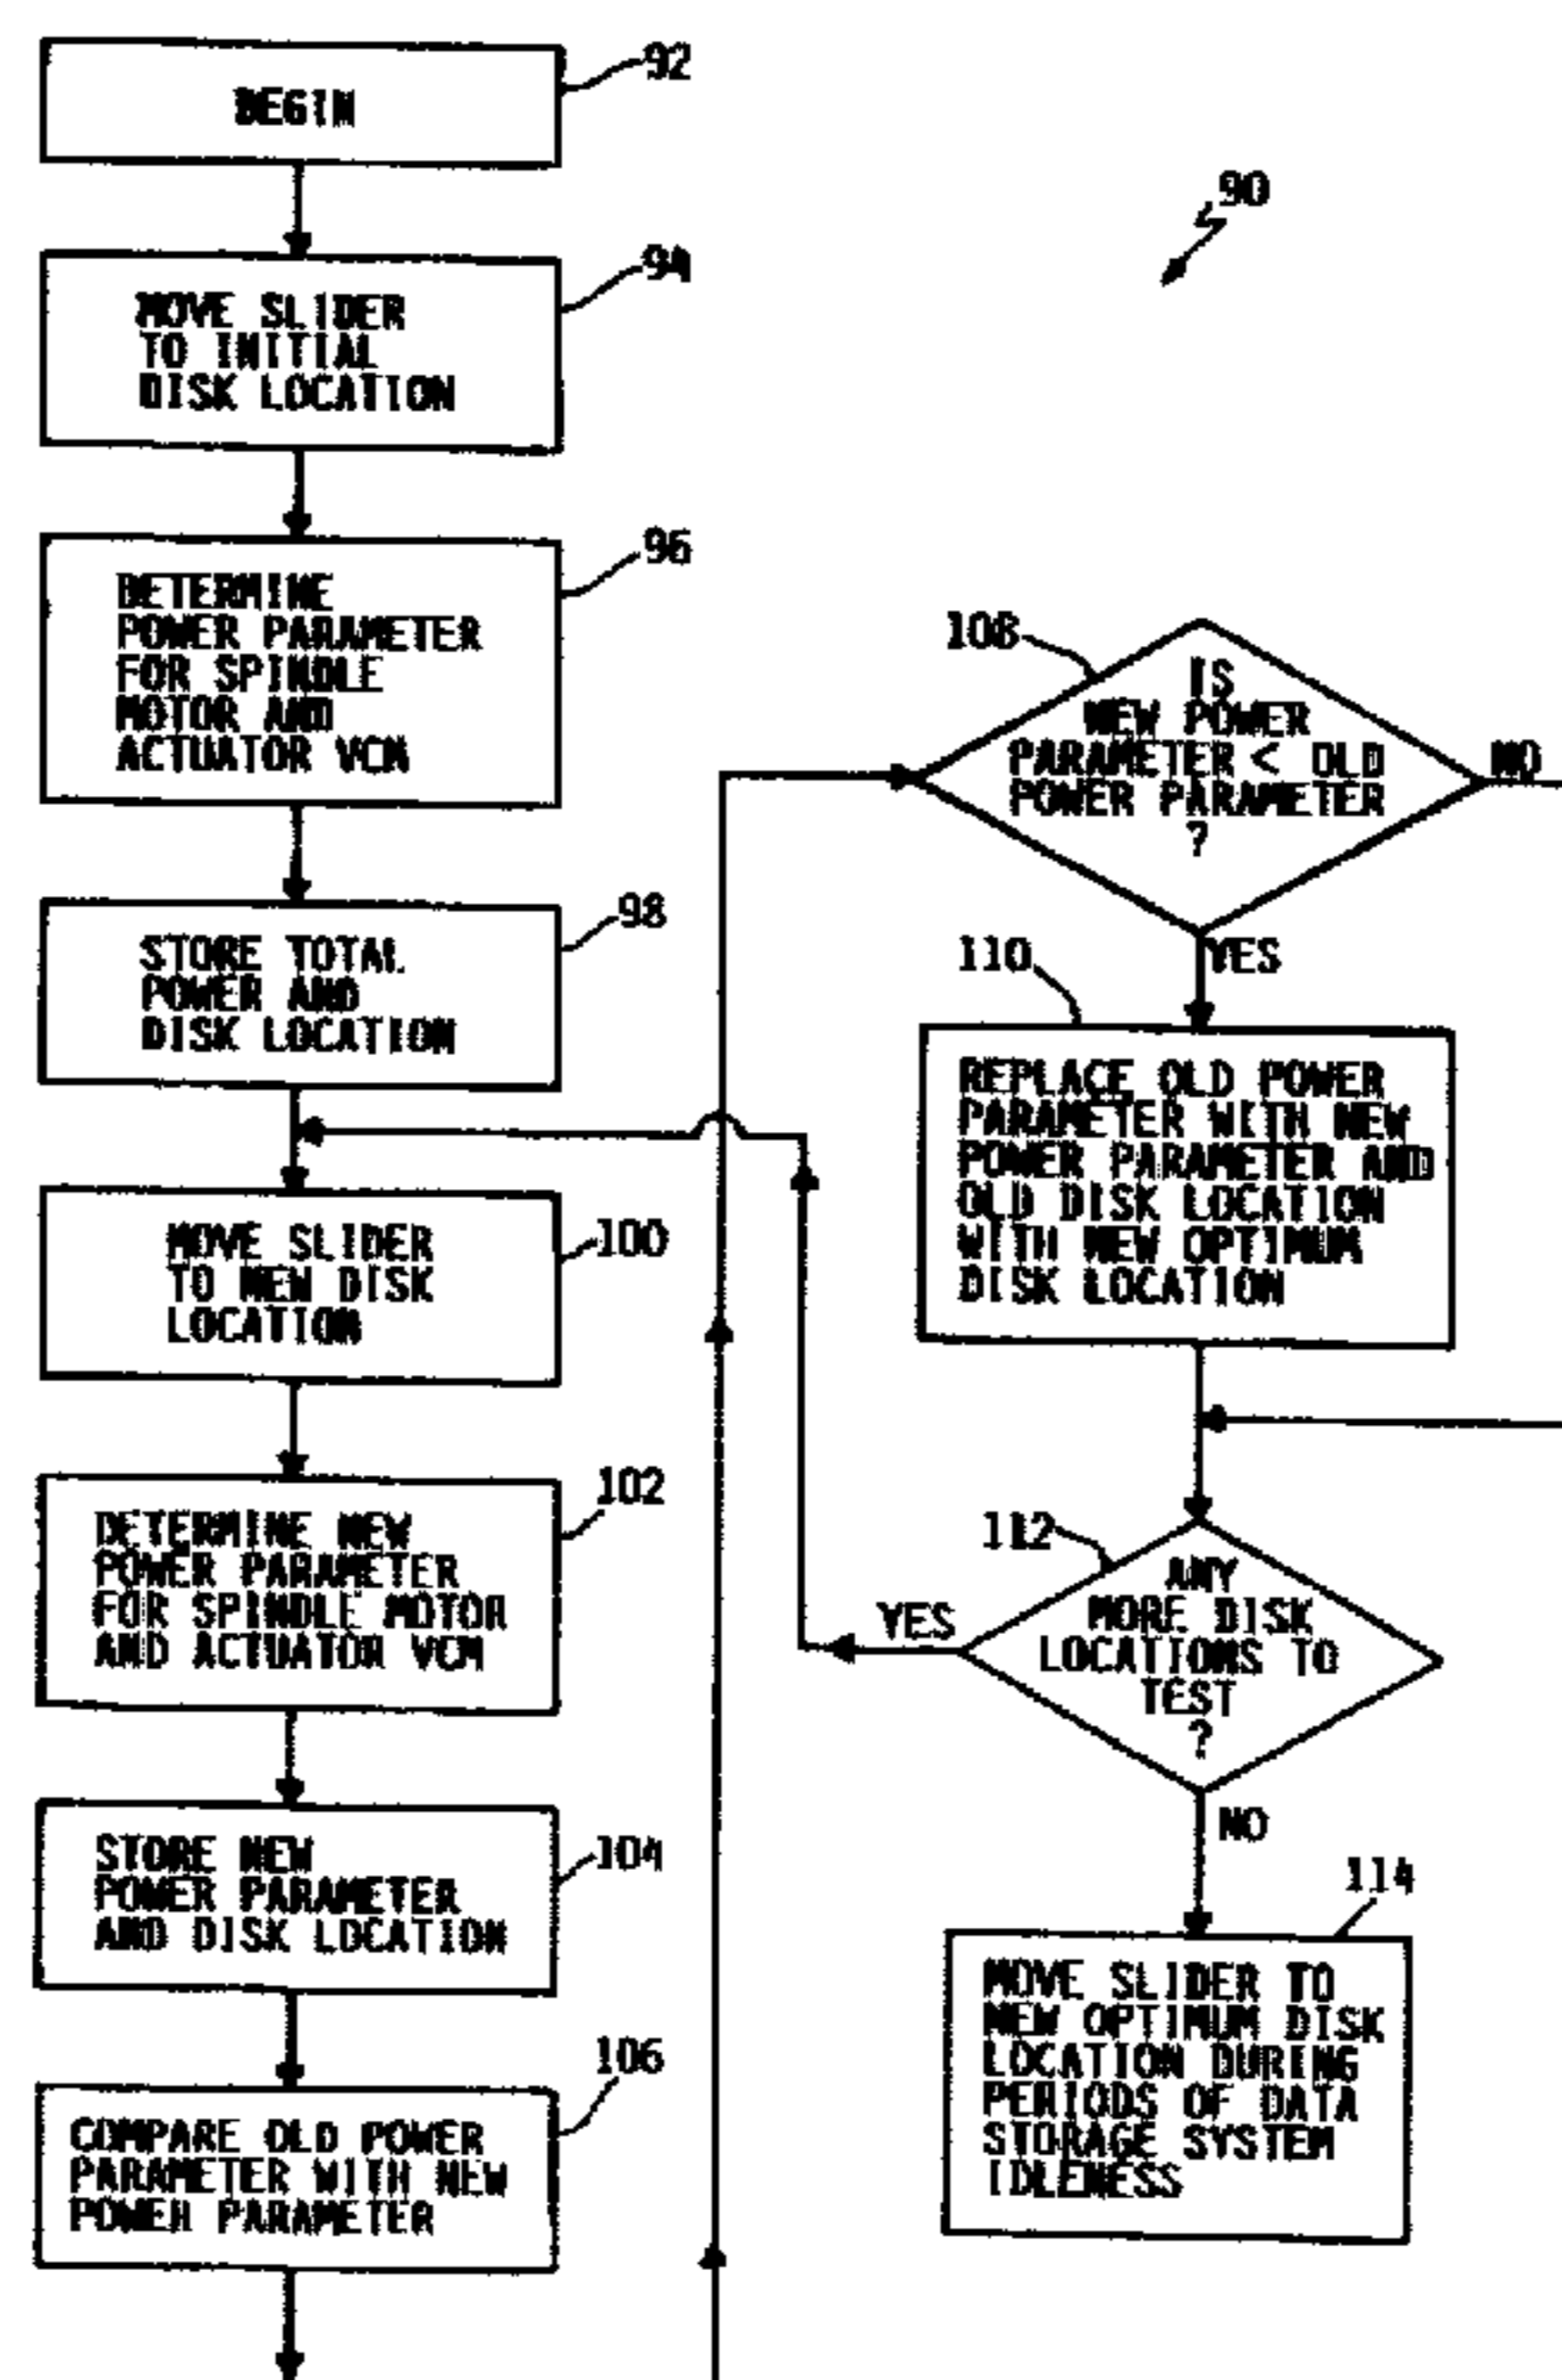 92
BEGIN
90
94
MOVE SLIDER
TO INITIAL
DISK LOCATION
96
DETERMINE
POWER PARAMETER
FOR SPINDLE
MOTOR AND
ACTUATOR VCM
98
STORE TOTAL
POWER AND
DISK LOCATION
100
MOVE SLIDER
TO NEW DISK
LOCATION
102
DETERMINE NEW
POWER PARAMETER
FOR SPINDLE MOTOR
AND ACTUATOR VCM
104
STORE NEW
POWER PARAMETER
AND DISK LOCATION
106
COMPARE OLD POWER
PARAMETER WITH NEW
POWER PARAMETER
108
IS
NEW POWER
PARAMETER < OLD
POWER PARAMETER
?
NO
YES
110
REPLACE OLD POWER
PARAMETER WITH NEW
POWER PARAMETER AND
OLD DISK LOCATION
WITH NEW OPTIMUM
DISK LOCATION
112
ANY
MORE DISK
LOCATIONS TO
TEST
?
YES
NO
114
MOVE SLIDER TO
NEW OPTIMUM DISK
LOCATION DURING
PERIODS OF DATA
STORAGE SYSTEM
IDLENESS